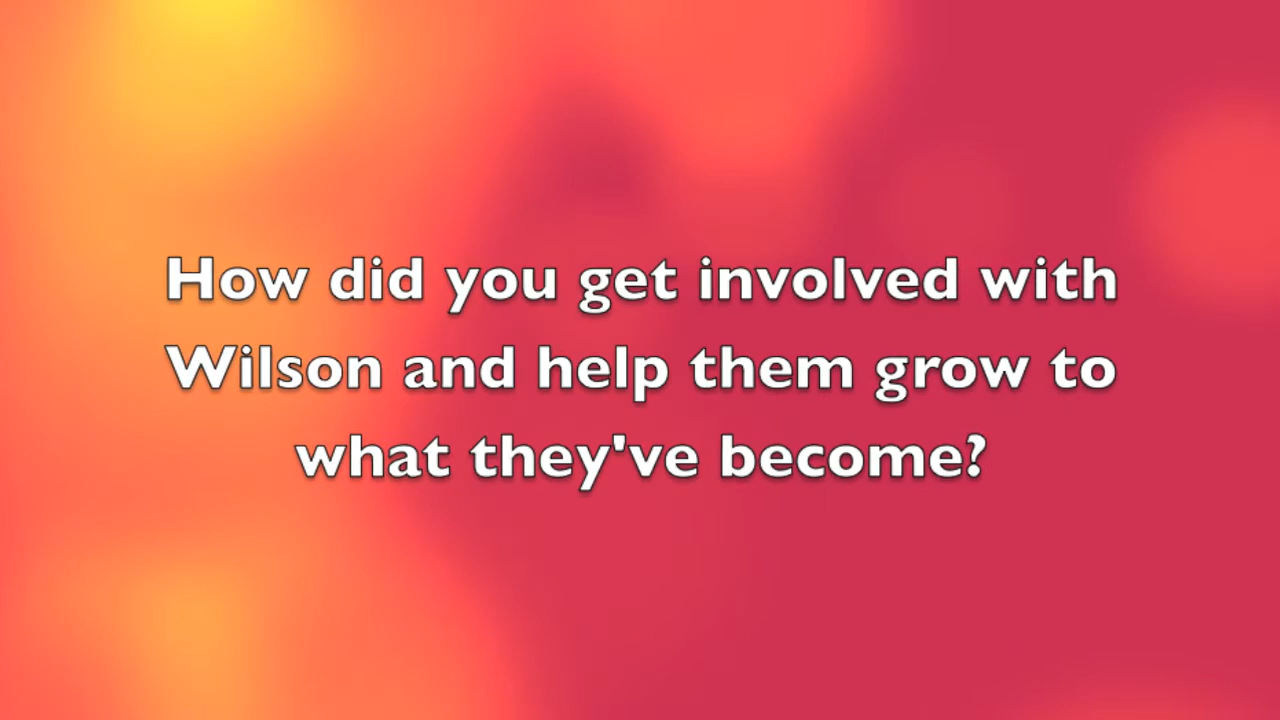 How did you get involved with
Wilson and help them grow to
what they've become?